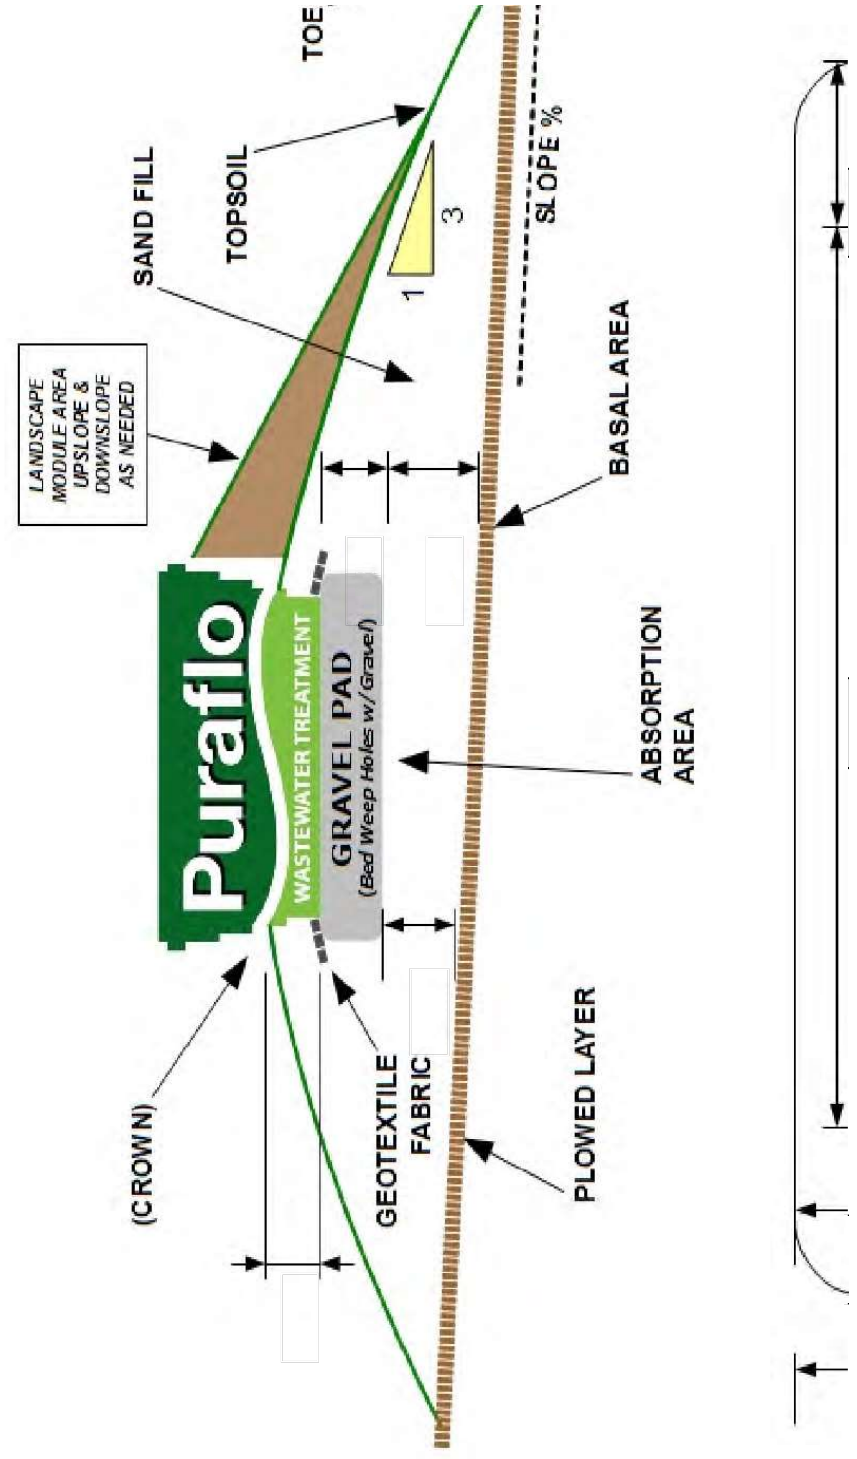 TOE
SLOPE %
TOPSOIL
SAND FILL
3
1
LANDSCAPE
MODULE AREA
UPSLOPE &
DOWNSLOPE
AS NEEDED
BASAL AREA
Puraflo
WASTEWATER TREATMENT
GRAVEL PAD
(Bed Weep Holes w/Gravel)
ABSORPTION
AREA
(CROWN)
GEOTEXTILE
FABRIC
PLOWED LAYER